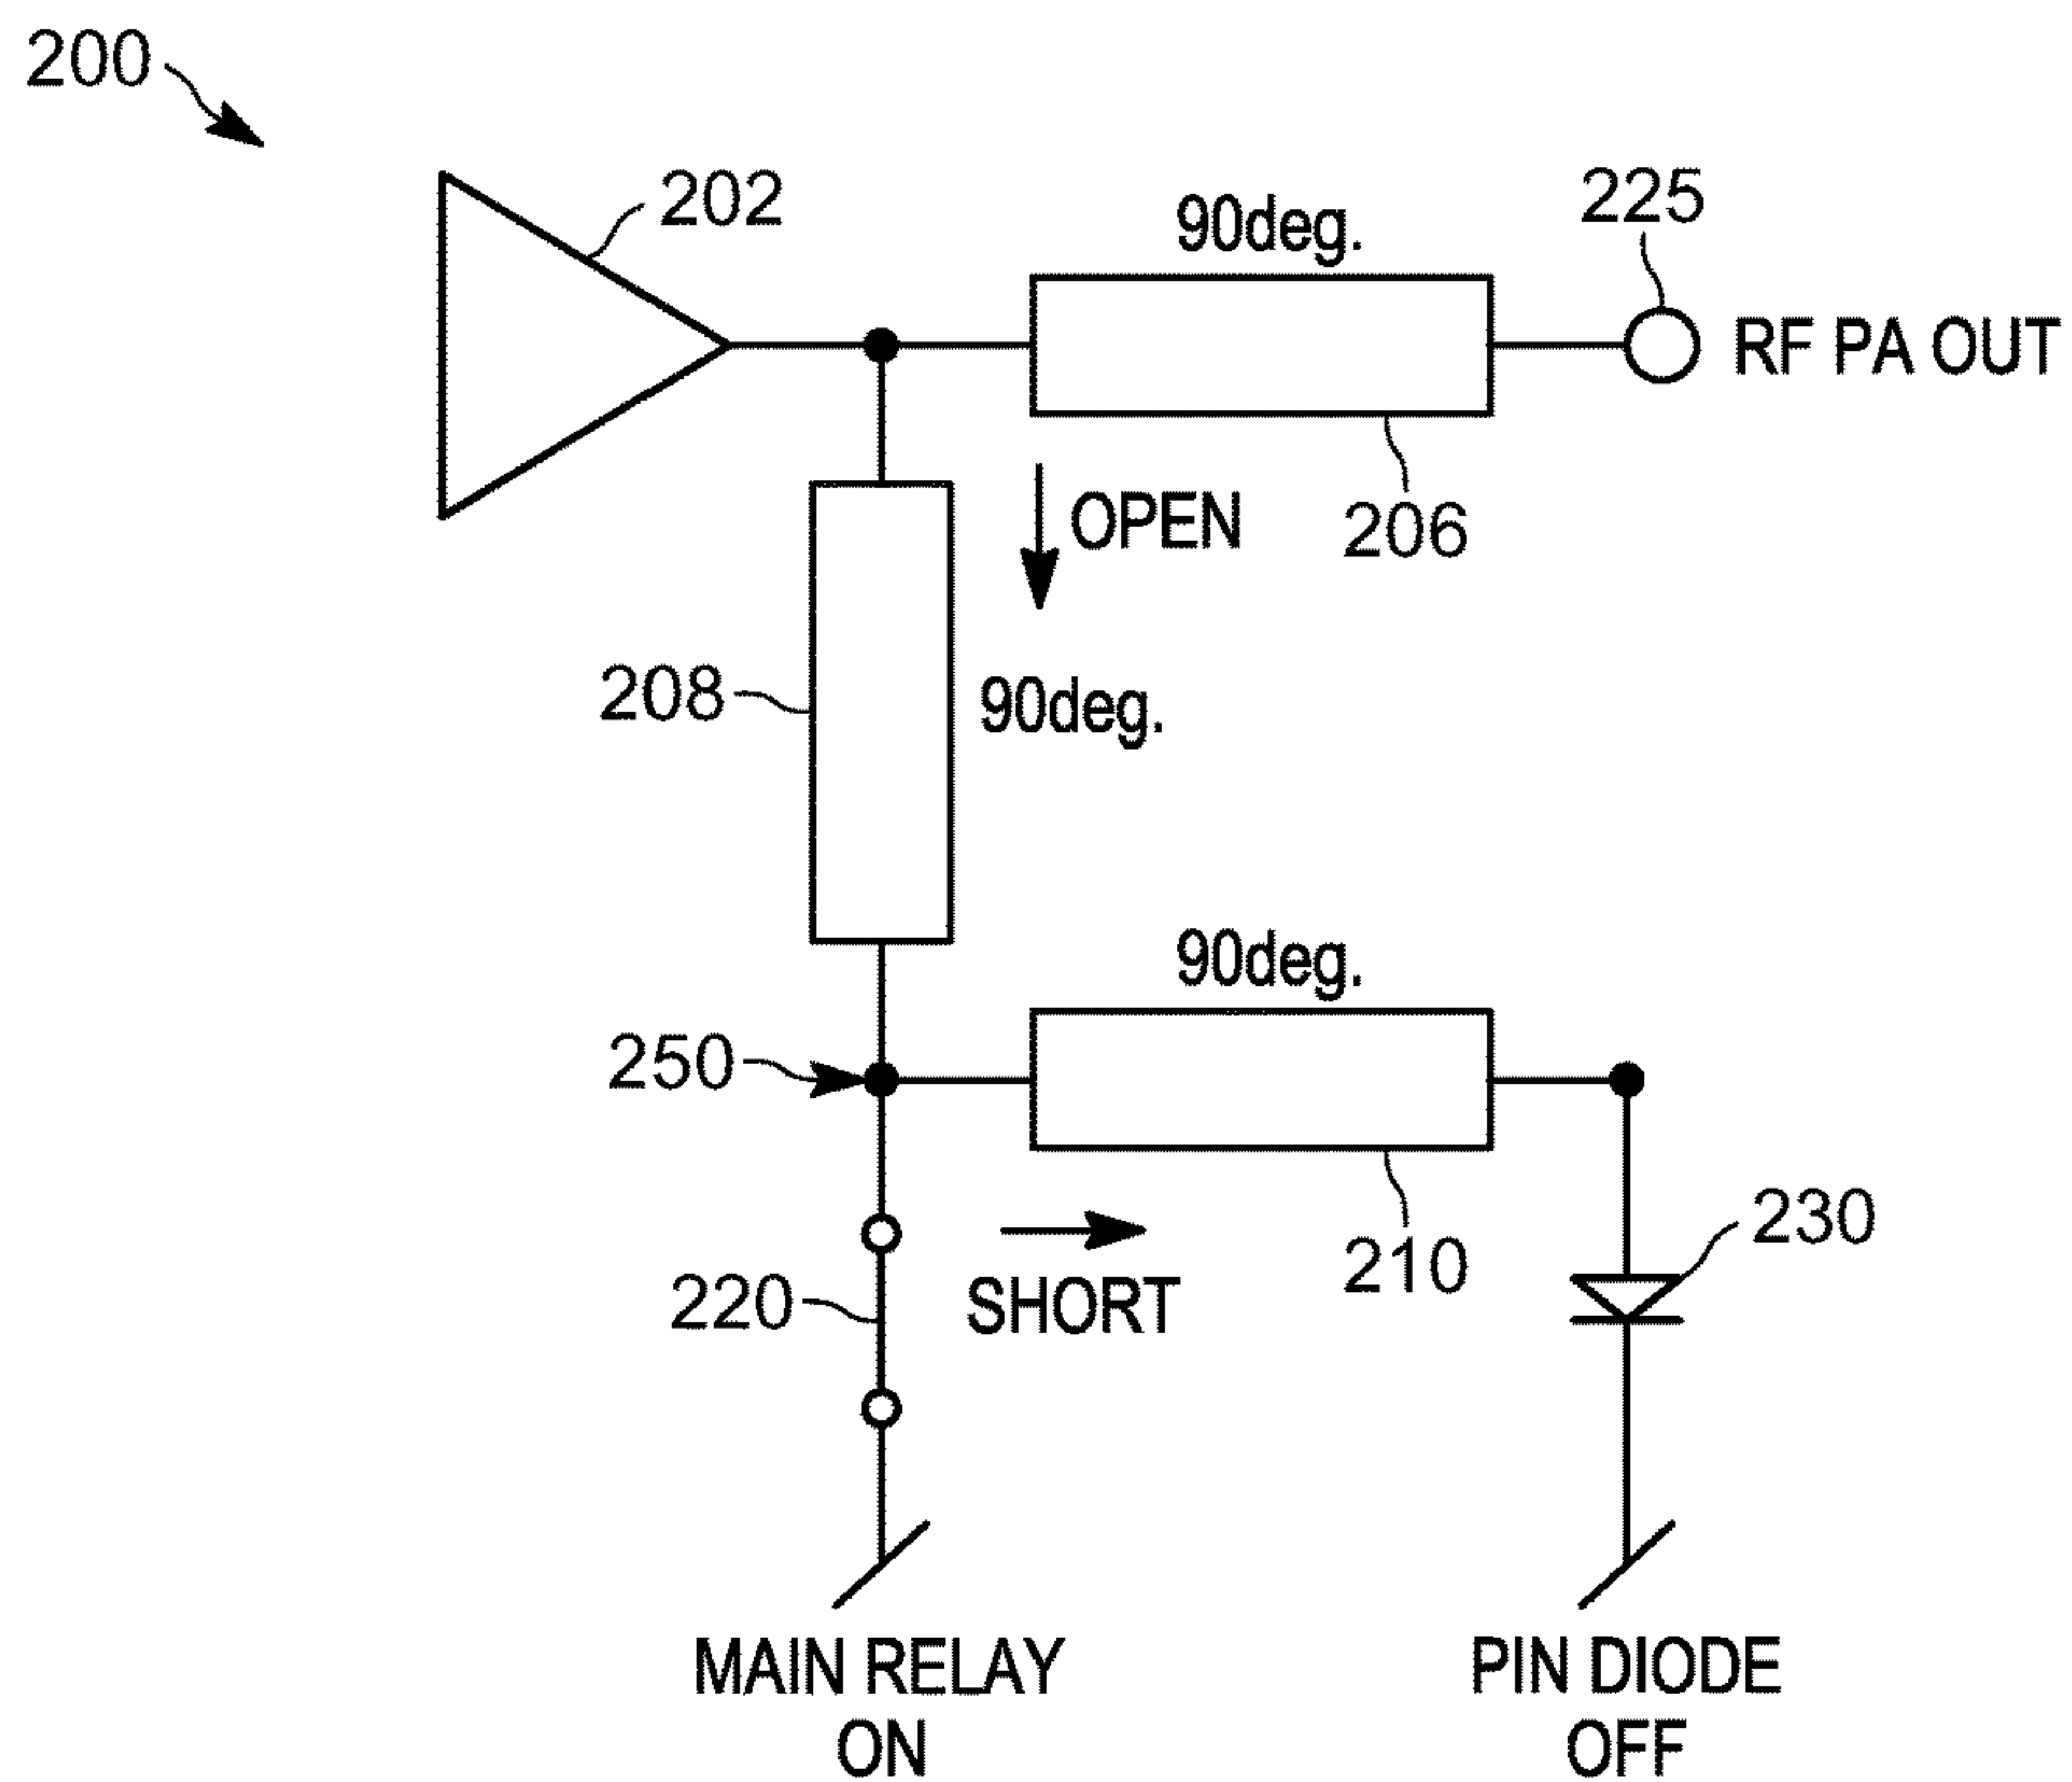 200
202
90deg.
225
RF PA OUT
OPEN
206
208
90deg.
90deg.
250
210
230
220
SHORT
MAIN RELAY
ON
PIN DIODE
OFF